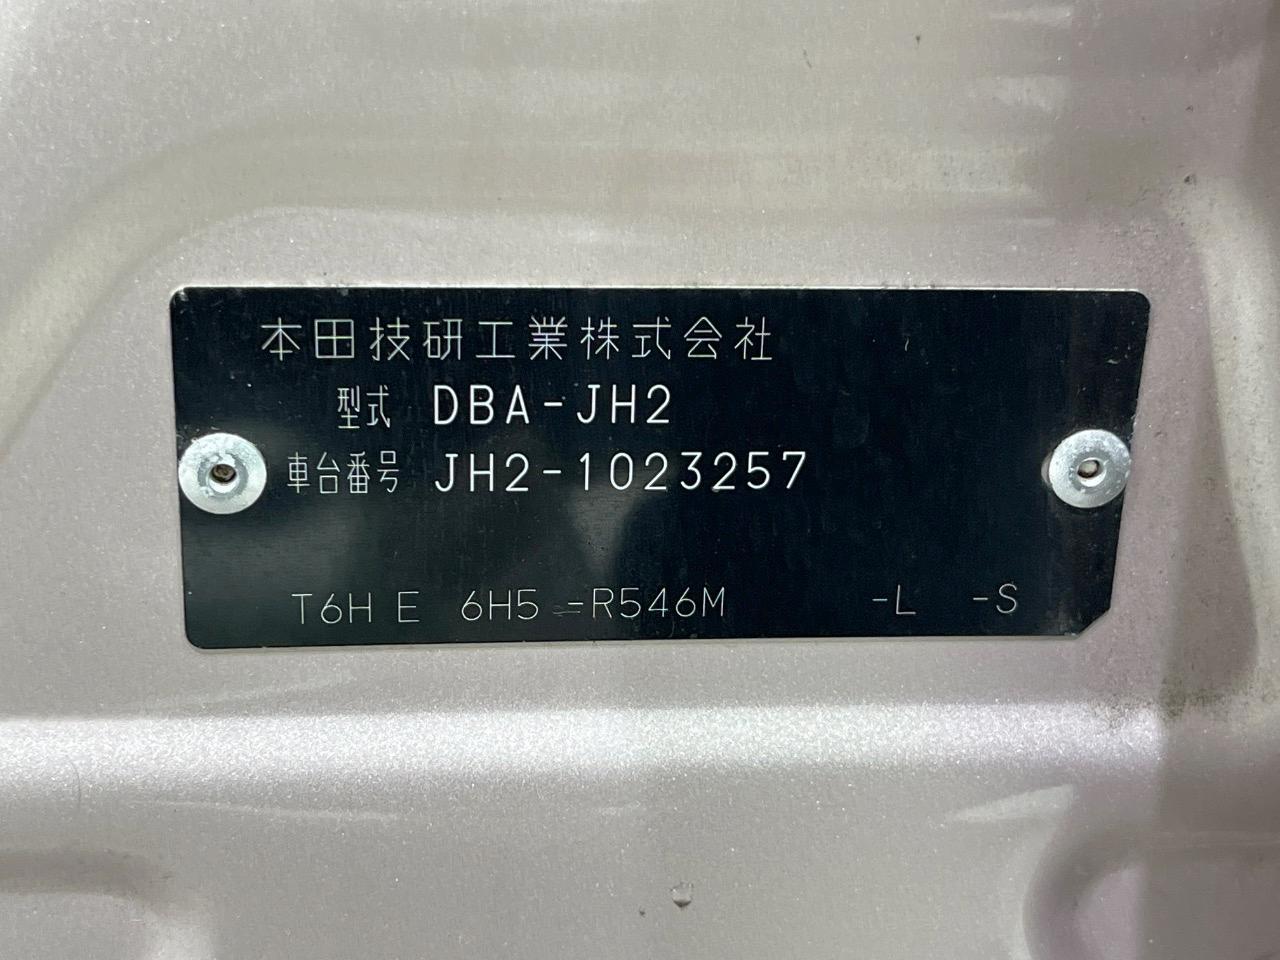 本田技研工業株式会社
型式 DBA-JH2
車台番号 JH2-1023257
T6H E 6H5 =R546M -L -S